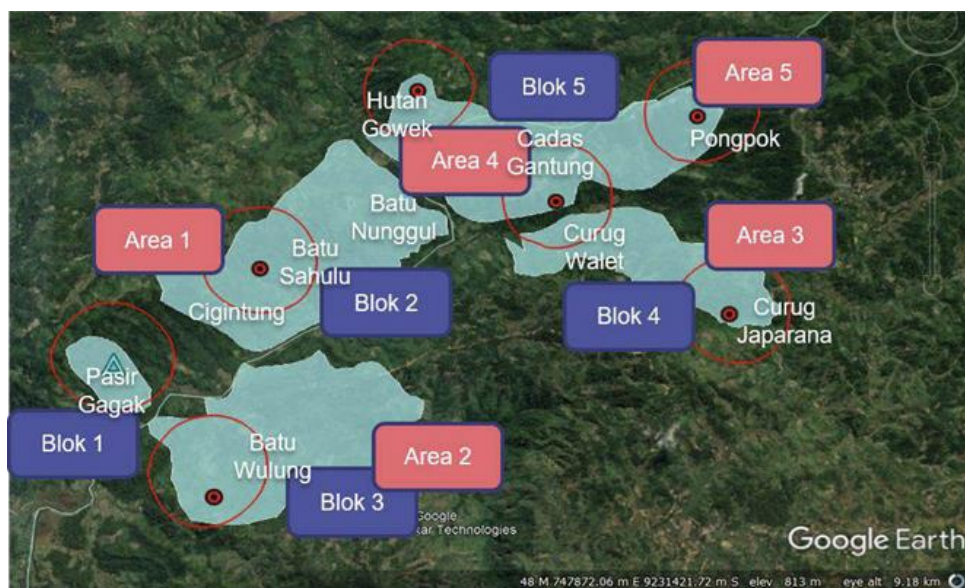 Hutan
Gowek
Blok 5
Area 5
Pongpok
Cadas
Gantung
Area 4
Batu
Nunggul
Area 1
Batu
Sahulu
Cigintung
Blok 2
Curug
Walet
Area 3
Blok 4
Curug
Japarana
Pasir
Gagak
Blok 1
Batu
Wulung
Area 2
Blok 3
Google
kar Technologies
Google Earth
48 M 747872.06 m E 9231421.72 m S elev 813 m eye alt 9.18 km